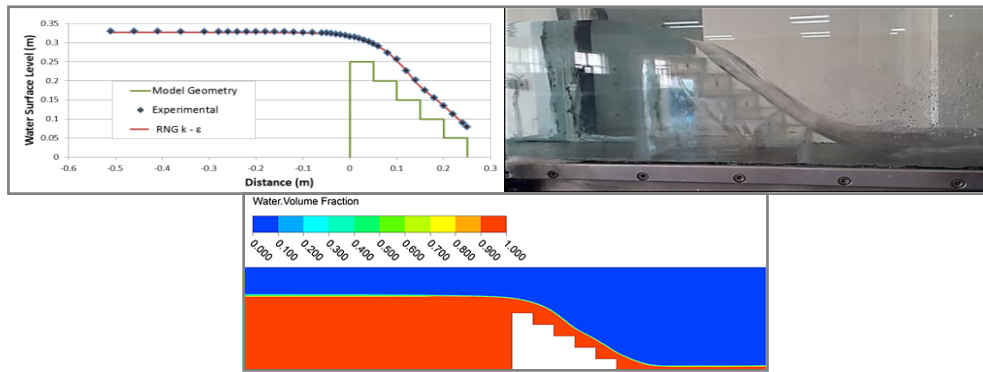 Water Surface Level (m)
0.35
0.3
0.25
0.2
0.15
0.1
0.05
0
Model Geometry
Experimental
RNG k - ε
-0.6 -0.5 -0.4 -0.3 -0.2 -0.1 0 0.1 0.2 0.3
Distance (m)
Water.Volume Fraction
0.000 0.100 0.200 0.300 0.400 0.500 0.600 0.700 0.800 0.900 1.000